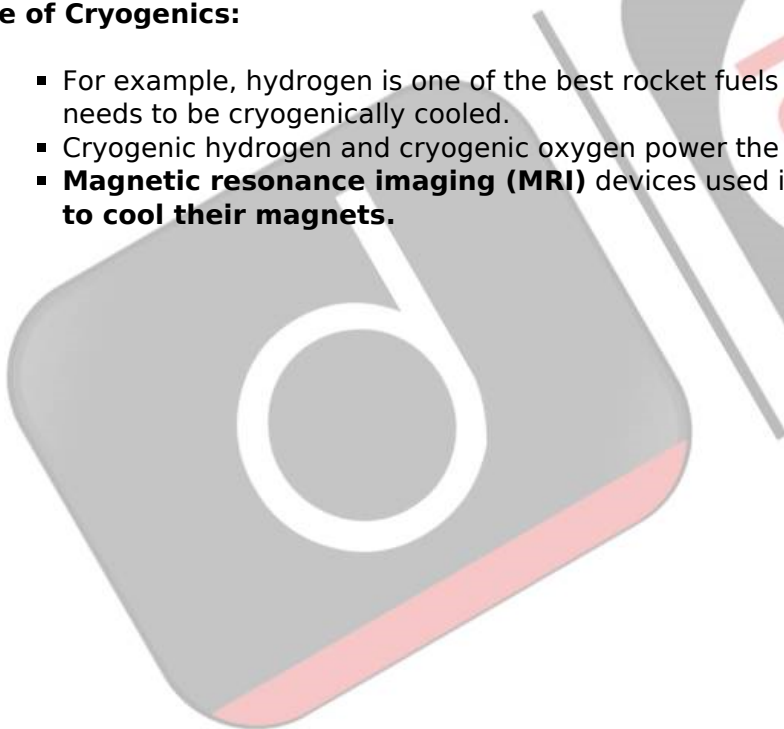 e of Cryogenics:
For example, hydrogen is one of the best rocket fuels
needs to be cryogenically cooled.
Cryogenic hydrogen and cryogenic oxygen power the
Magnetic resonance imaging (MRI) devices used i
to cool their magnets.
d